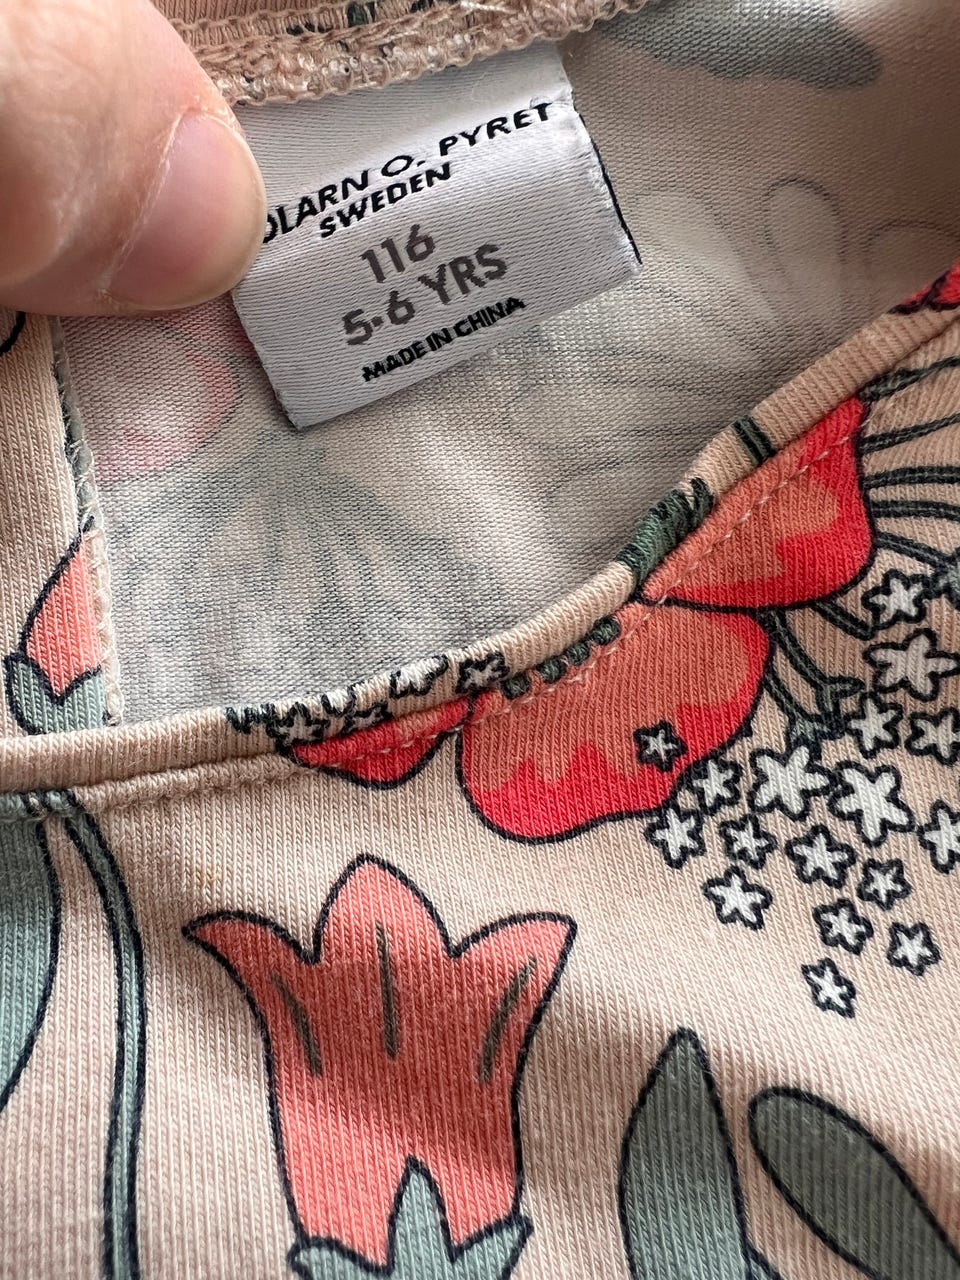 OLARN O. PYRET
SWEDEN
116
5-6 YRS
MADE IN CHINA